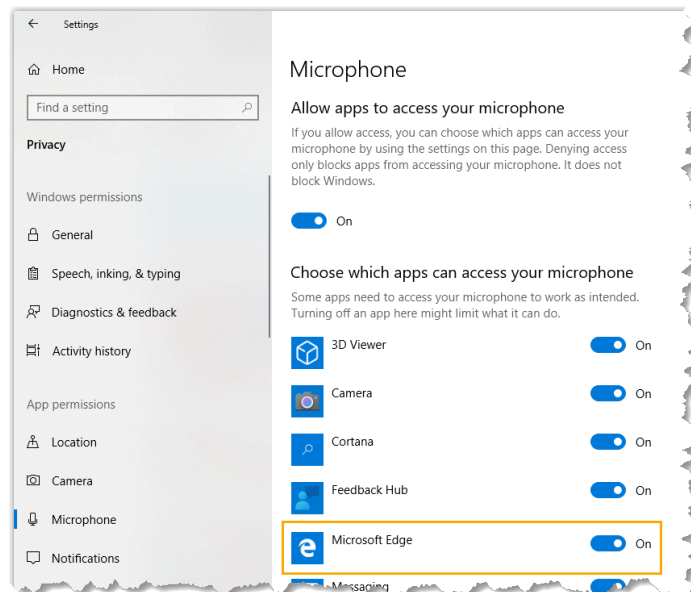 Settings
Home
Find a setting
Privacy
Windows permissions
General
Speech, inking, & typing
Diagnostics & feedback
Activity history
App permissions
Location
Camera
Microphone
Notifications
Microphone
Allow apps to access your microphone
If you allow access, you can choose which apps can access your
microphone by using the settings on this page. Denying access
only blocks apps from accessing your microphone. It does not
block Windows.
On
Choose which apps can access your microphone
Some apps need to access your microphone to work as intended.
Turning off an app here might limit what it can do.
3D Viewer On
Camera On
Cortana On
Feedback Hub On
Microsoft Edge On
Messaging